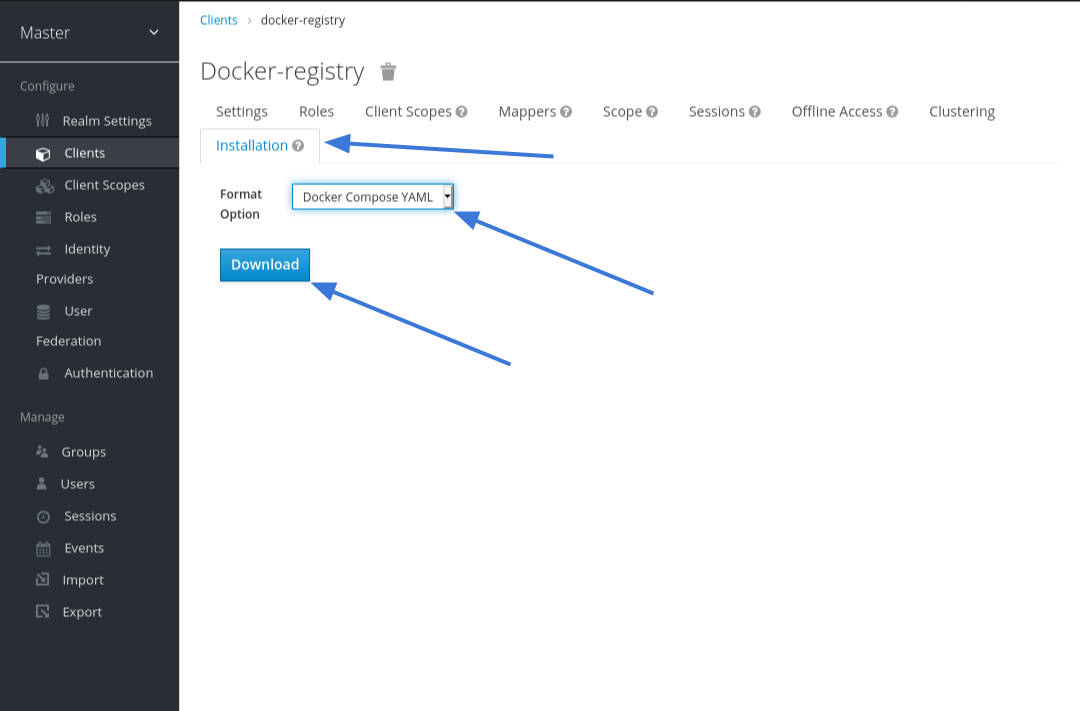 Master
Configure
Realm Settings
Clients
Client Scopes
Roles
Identity
Providers
User
Federation
Authentication
Manage
Groups
Users
Sessions
Events
Import
Export
Clients › docker-registry
Docker-registry
Settings Roles Client Scopes ? Mappers ? Scope ? Sessions ? Offline Access ? Clustering
Installation ?
Format
Option
Docker Compose YAML
Download